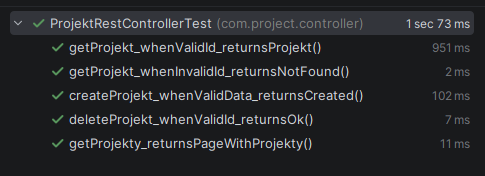 ProjektRestControllerTest (com.project.controller) 1 sec 73 ms
getProjekt_whenValidId_returnsProjekt() 951 ms
getProjekt_whenInvalidId_returnsNotFound() 2 ms
createProjekt_whenValidData_returnsCreated() 102 ms
deleteProjekt_whenValidId_returnsOk() 7 ms
getProjekty_returnsPageWithProjekty() 11 ms